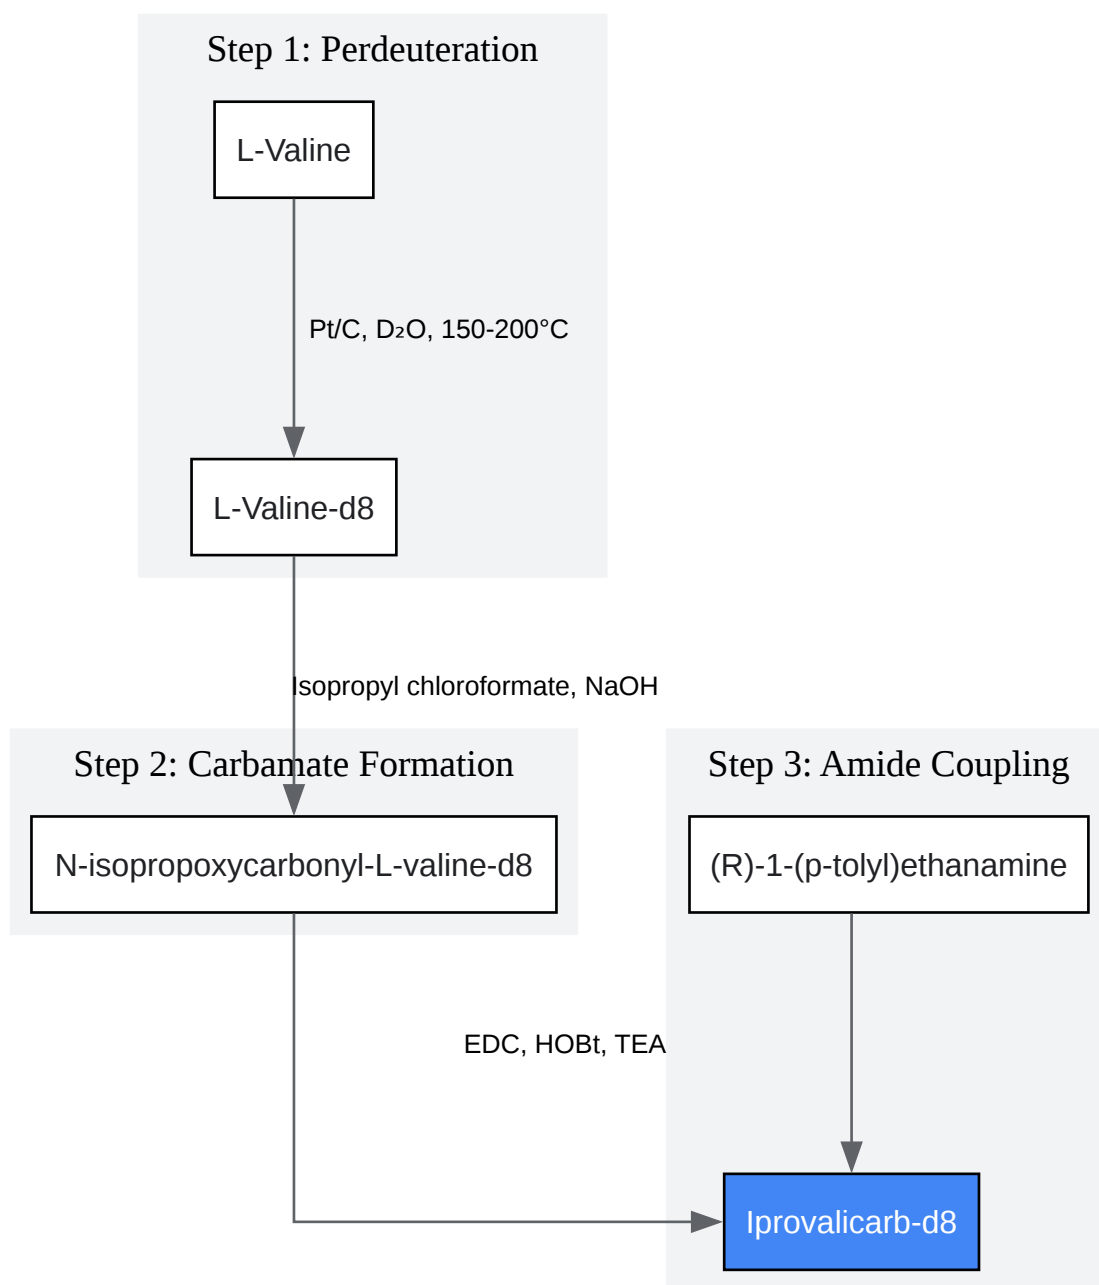 Step 1: Perdeuteration
L-Valine
Pt/C, D₂O, 150-200°C
L-Valine-d8
Isopropyl chloroformate, NaOH
Step 2: Carbamate Formation
N-isopropoxycarbonyl-L-valine-d8
Step 3: Amide Coupling
(R)-1-(p-tolyl)ethanamine
EDC, HOBt, TEA
Iprovalicarb-d8